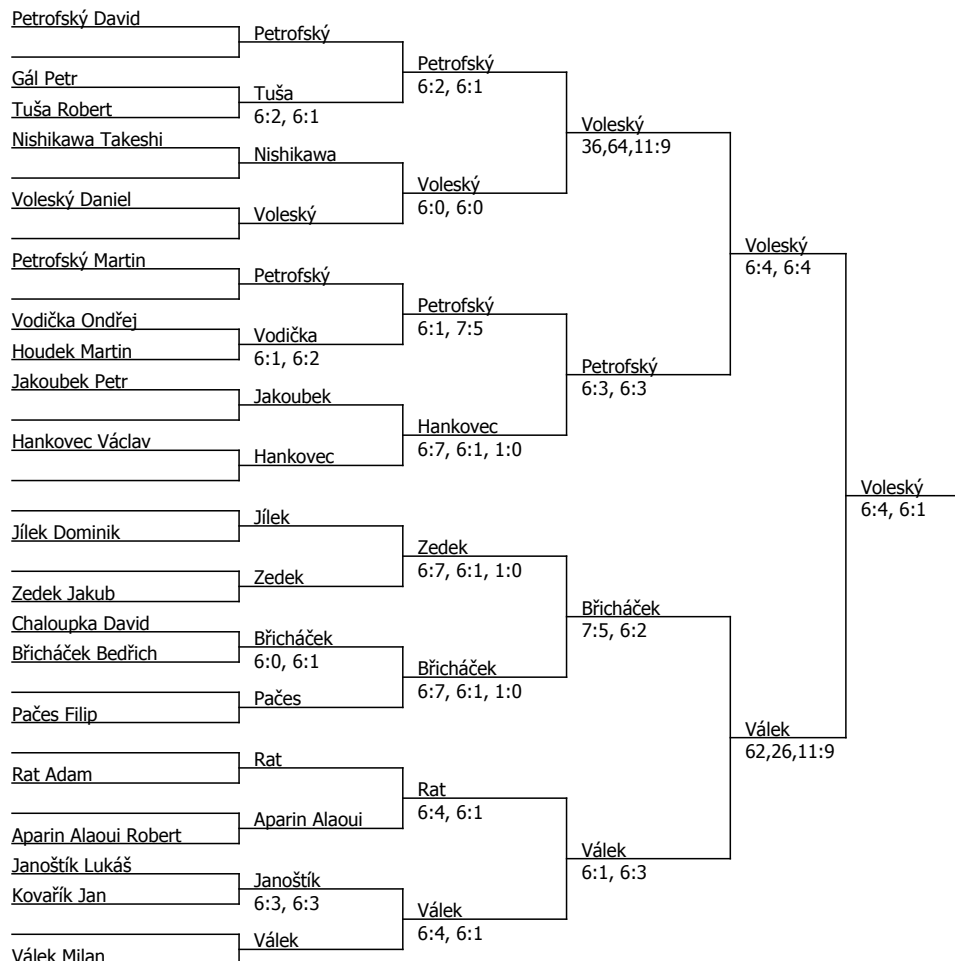 Petrofský David
Gál Petr
Tuša Robert
Nishikawa Takeshi
Voleský Daniel
Petrofský Martin
Vodička Ondřej
Houdek Martin
Jakoubek Petr
Hankovec Václav
Jílek Dominik
Zedek Jakub
Chaloupka David
Břicháček Bedřich
Pačes Filip
Rat Adam
Aparin Alaoui Robert
Janoštík Lukáš
Kovařík Jan
Válek Milan
Petrofský
Tuša
6:2, 6:1
Nishikawa
Voleský
Petrofský
Vodička
6:1, 6:2
Jakoubek
Hankovec
Jílek
Zedek
Břicháček
6:0, 6:1
Pačes
Rat
Aparin Alaoui
Janoštík
6:3, 6:3
Válek
Petrofský
6:2, 6:1
Voleský
6:0, 6:0
Petrofský
6:1, 7:5
Hankovec
6:7, 6:1, 1:0
Zedek
6:7, 6:1, 1:0
Břicháček
6:7, 6:1, 1:0
Rat
6:4, 6:1
Válek
6:4, 6:1
Voleský
36,64,11:9
Petrofský
6:3, 6:3
Břicháček
7:5, 6:2
Válek
6:1, 6:3
Voleský
6:4, 6:4
Válek
62,26,11:9
Voleský
6:4, 6:1